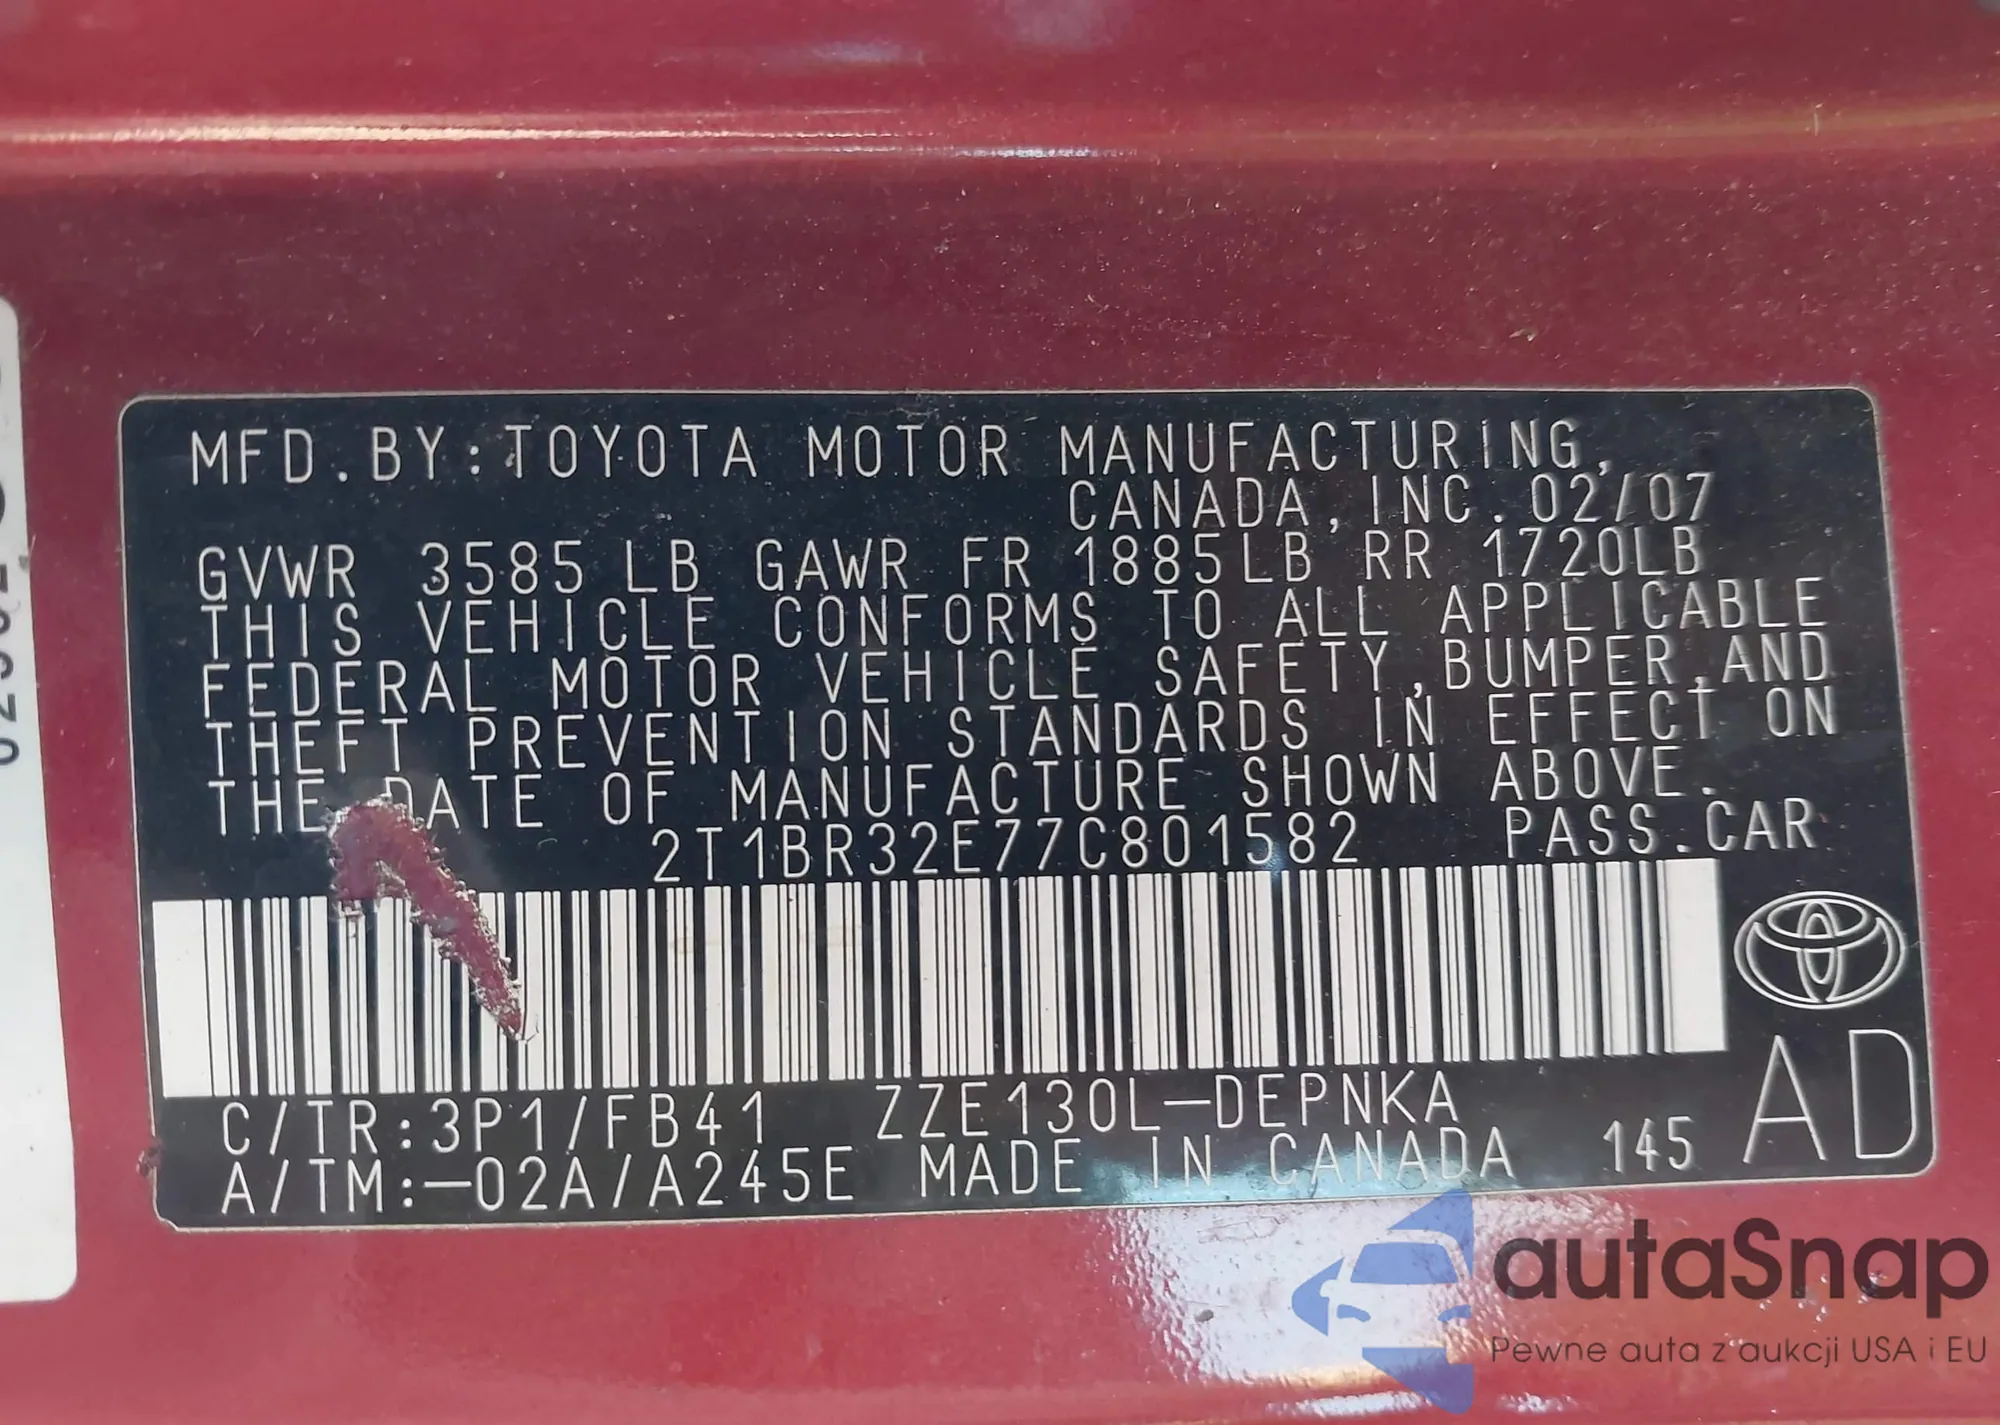 MFD.BY:TOYOTA MOTOR MANUFACTURING,
CANADA, INC. 02/07
GVWR 3585LB GAWR FR 1885LB RR 1720LB
THIS VEHICLE CONFORMS TO ALL APPLICABLE
FEDERAL MOTOR VEHICLE SAFETY,BUMPER,AND
THEFT PREVENTION STANDARDS IN EFFECT ON
THE DATE OF MANUFACTURE SHOWN ABOVE.
2T1BR32E77C801582 PASS.CAR
C/TR:3P1/FB41 ZZE130L-DEPNKA
A/TM:-02A/A245E MADE IN CANADA 145 AD
autaSnap
Pewne auta z aukcji USA i EU